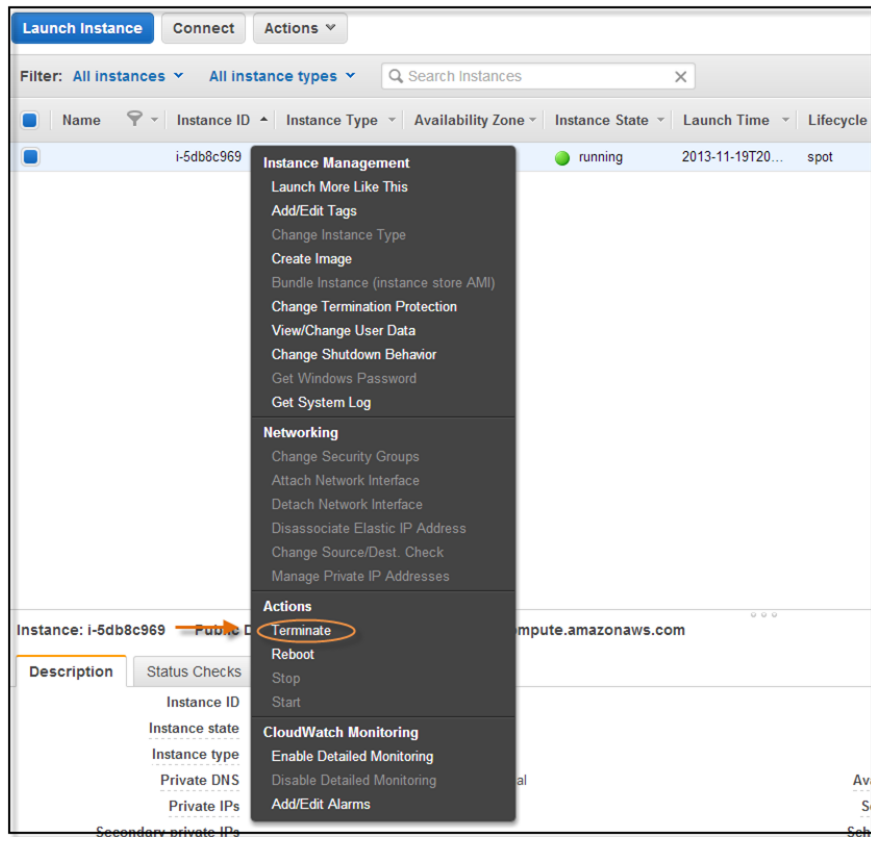 Launch Instance Connect Actions
Filter: All instances All instance types Search Instances
Name Instance ID Instance Type Availability Zone Instance State Launch Time Lifecycle
i-5db8c969 running 2013-11-19T20... spot
Instance Management
Launch More Like This
Add/Edit Tags
Change Instance Type
Create Image
Bundle Instance (instance store AMI)
Change Termination Protection
View/Change User Data
Change Shutdown Behavior
Get Windows Password
Get System Log
Networking
Change Security Groups
Attach Network Interface
Detach Network Interface
Disassociate Elastic IP Address
Change Source/Dest. Check
Manage Private IP Addresses
Actions
Instance: i-5db8c969 Public D Terminate mpute.amazonaws.com
Reboot
Description Status Checks Stop
Instance ID Start
Instance state CloudWatch Monitoring
Instance type Enable Detailed Monitoring
Private DNS Disable Detailed Monitoring al Ava
Private IPs Add/Edit Alarms S
Secondary private IPs Sch